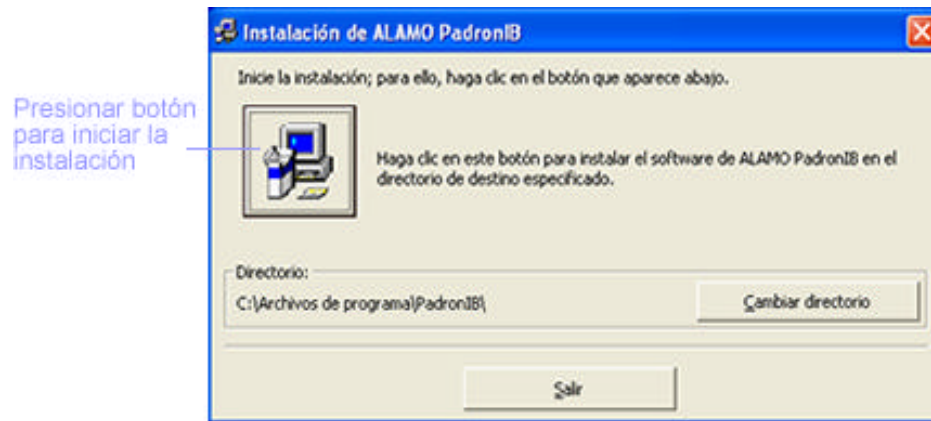 Instalación de ALAMO PadronIB
Inicie la instalación; para ello, haga clic en el botón que aparece abajo.
Presionar botón
para iniciar la
instalación
Haga clic en este botón para instalar el software de ALAMO PadronIB en el
directorio de destino especificado.
Directorio:
C:\Archivos de programa\PadronIB\
Cambiar directorio
Salir